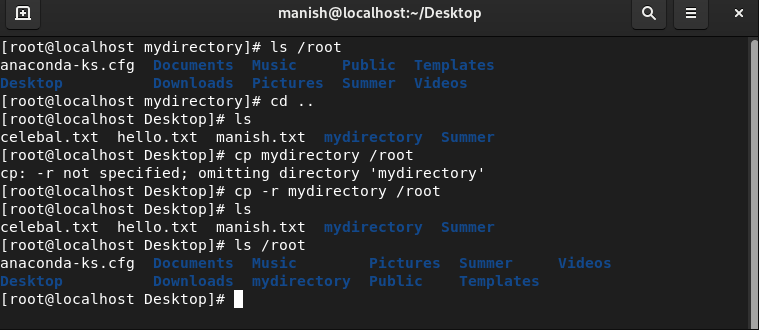 manish@localhost:~/Desktop
[root@localhost mydirectory]# ls /root
anaconda-ks.cfg  Documents  Music     Public  Templates
Desktop          Downloads  Pictures  Summer  Videos
[root@localhost mydirectory]# cd ..
[root@localhost Desktop]# ls
celebal.txt  hello.txt  manish.txt  mydirectory  Summer
[root@localhost Desktop]# cp mydirectory /root
cp: -r not specified; omitting directory 'mydirectory'
[root@localhost Desktop]# cp -r mydirectory /root
[root@localhost Desktop]# ls
celebal.txt  hello.txt  manish.txt  mydirectory  Summer
[root@localhost Desktop]# ls /root
anaconda-ks.cfg  Documents  Music        Pictures  Summer     Videos
Desktop          Downloads  mydirectory  Public    Templates
[root@localhost Desktop]#